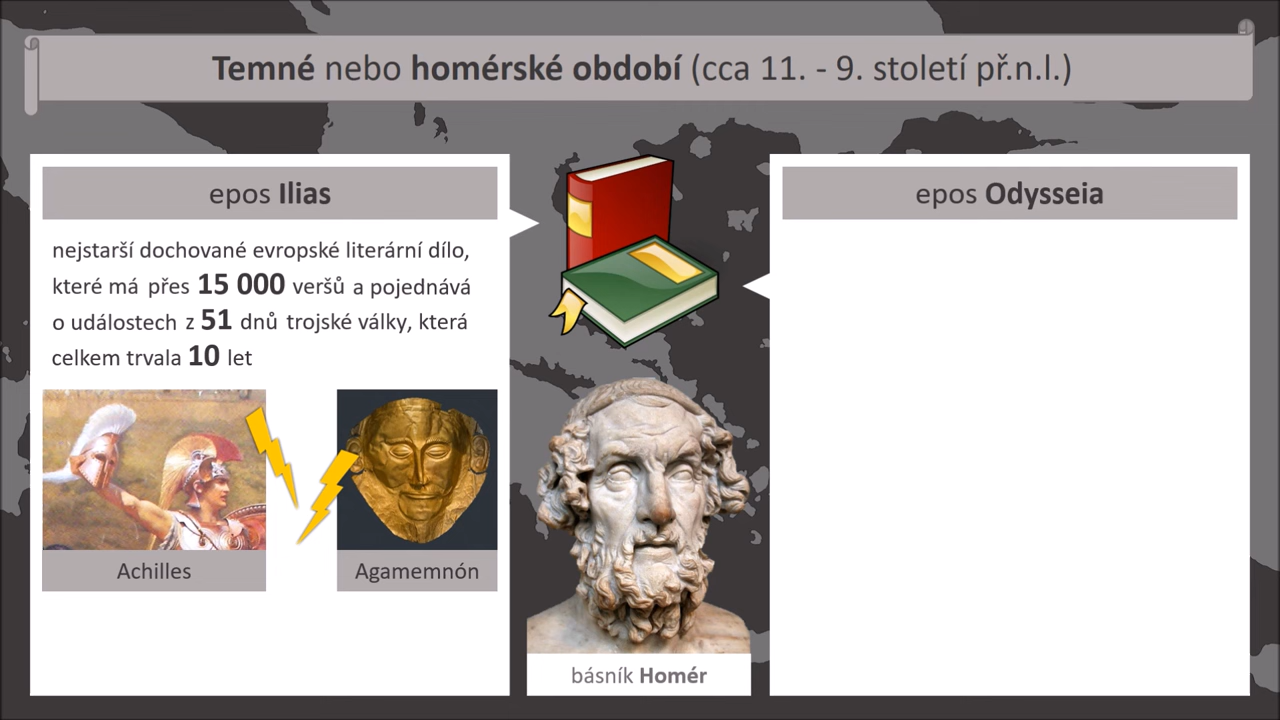 Temné nebo homérské období (cca 11. - 9. století př.n.l.)
epos Ilias
nejstarší dochované evropské literární dílo,
které má přes 15 000 veršů a pojednává
o událostech z 51 dnů trojské války, která
celkem trvala 10 let
Achilles
Agamemnón
básník Homér
epos Odysseia